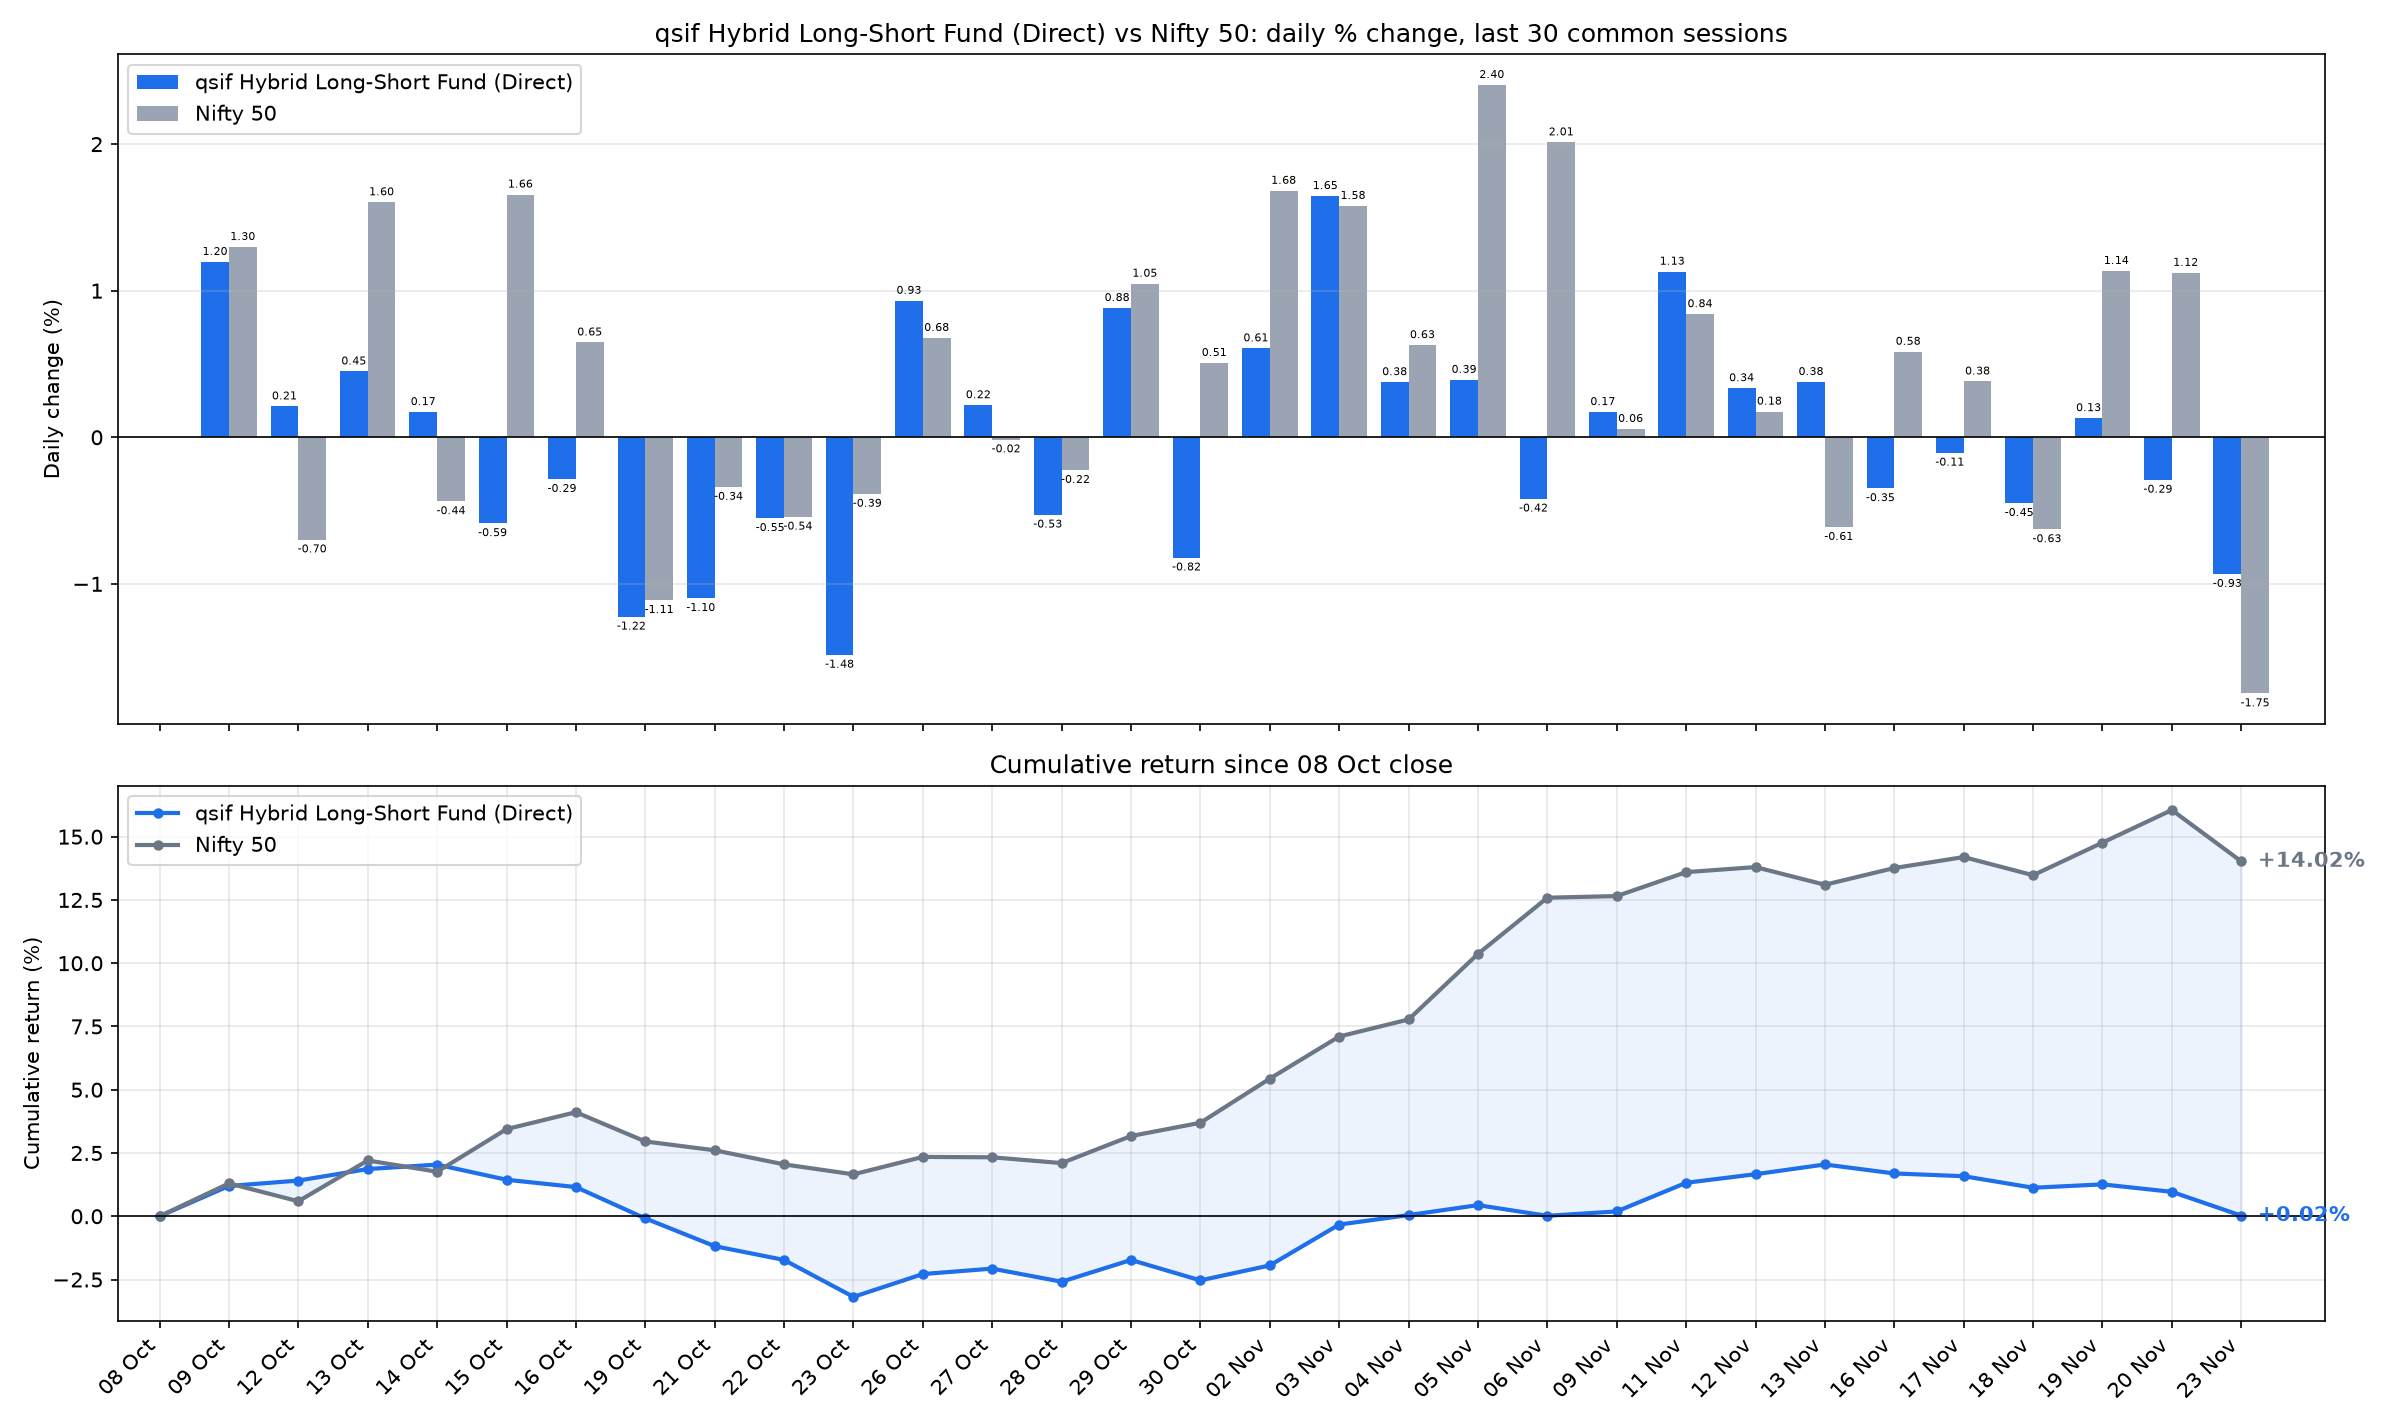 qsif Hybrid Long-Short Fund (Direct) vs Nifty 50: daily % change, last 30 common sessions
qsif Hybrid Long-Short Fund (Direct)
Nifty 50
Daily change (%)
2
1
0
−1
1.20
1.30
0.21
-0.70
0.45
1.60
0.17
-0.44
-0.59
1.66
-0.29
0.65
-1.22
-1.11
-1.10
-0.34
-0.55
-0.54
-1.48
-0.39
0.93
0.68
0.22
-0.02
-0.53
-0.22
0.88
1.05
-0.82
0.51
0.61
1.68
1.65
1.58
0.38
0.63
0.39
2.40
-0.42
2.01
0.17
0.06
1.13
0.84
0.34
0.18
0.38
-0.61
-0.35
0.58
-0.11
0.38
-0.45
-0.63
0.13
1.14
-0.29
1.12
-0.93
-1.75
Cumulative return since 08 Oct close
qsif Hybrid Long-Short Fund (Direct)
Nifty 50
Cumulative return (%)
15.0
12.5
10.0
7.5
5.0
2.5
0.0
−2.5
+14.02%
+0.02%
08 Oct
09 Oct
12 Oct
13 Oct
14 Oct
15 Oct
16 Oct
19 Oct
21 Oct
22 Oct
23 Oct
26 Oct
27 Oct
28 Oct
29 Oct
30 Oct
02 Nov
03 Nov
04 Nov
05 Nov
06 Nov
09 Nov
11 Nov
12 Nov
13 Nov
16 Nov
17 Nov
18 Nov
19 Nov
20 Nov
23 Nov